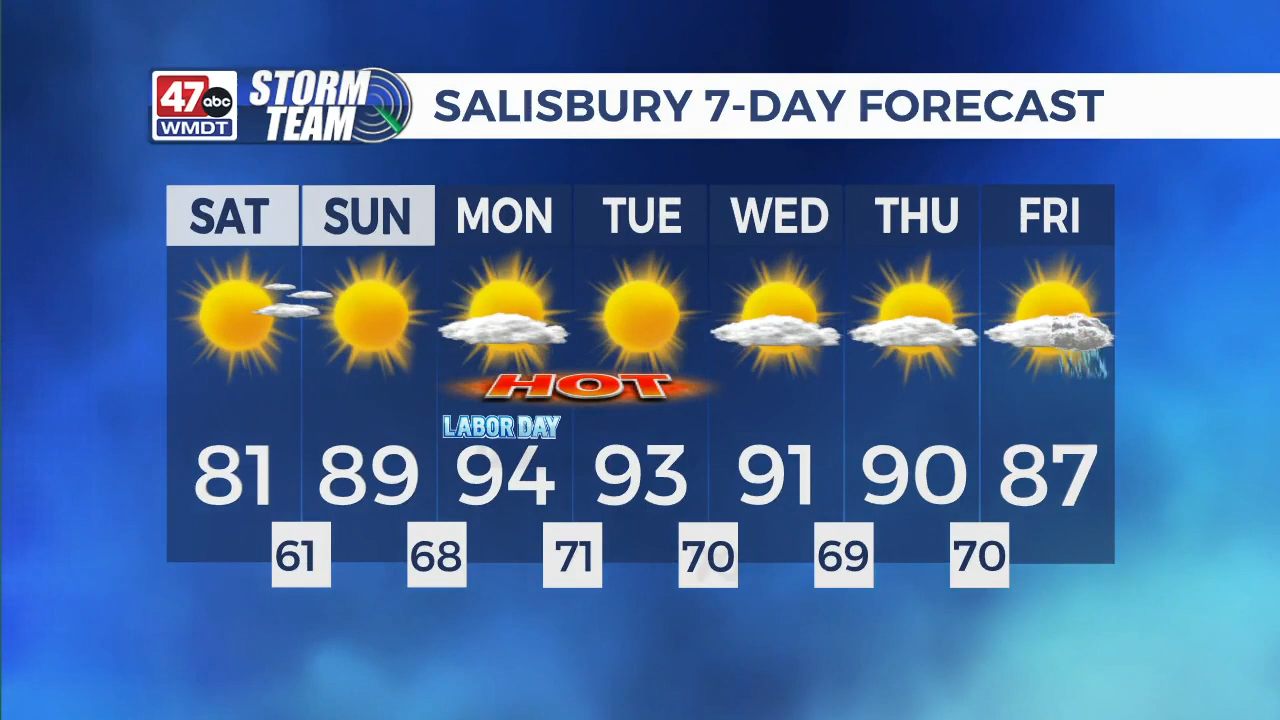 47 abc
WMDT
STORM
TEAM
SALISBURY 7-DAY FORECAST
SAT SUN MON TUE WED THU FRI
HOT
LABOR DAY
81 89 94 93 91 90 87
61 68 71 70 69 70